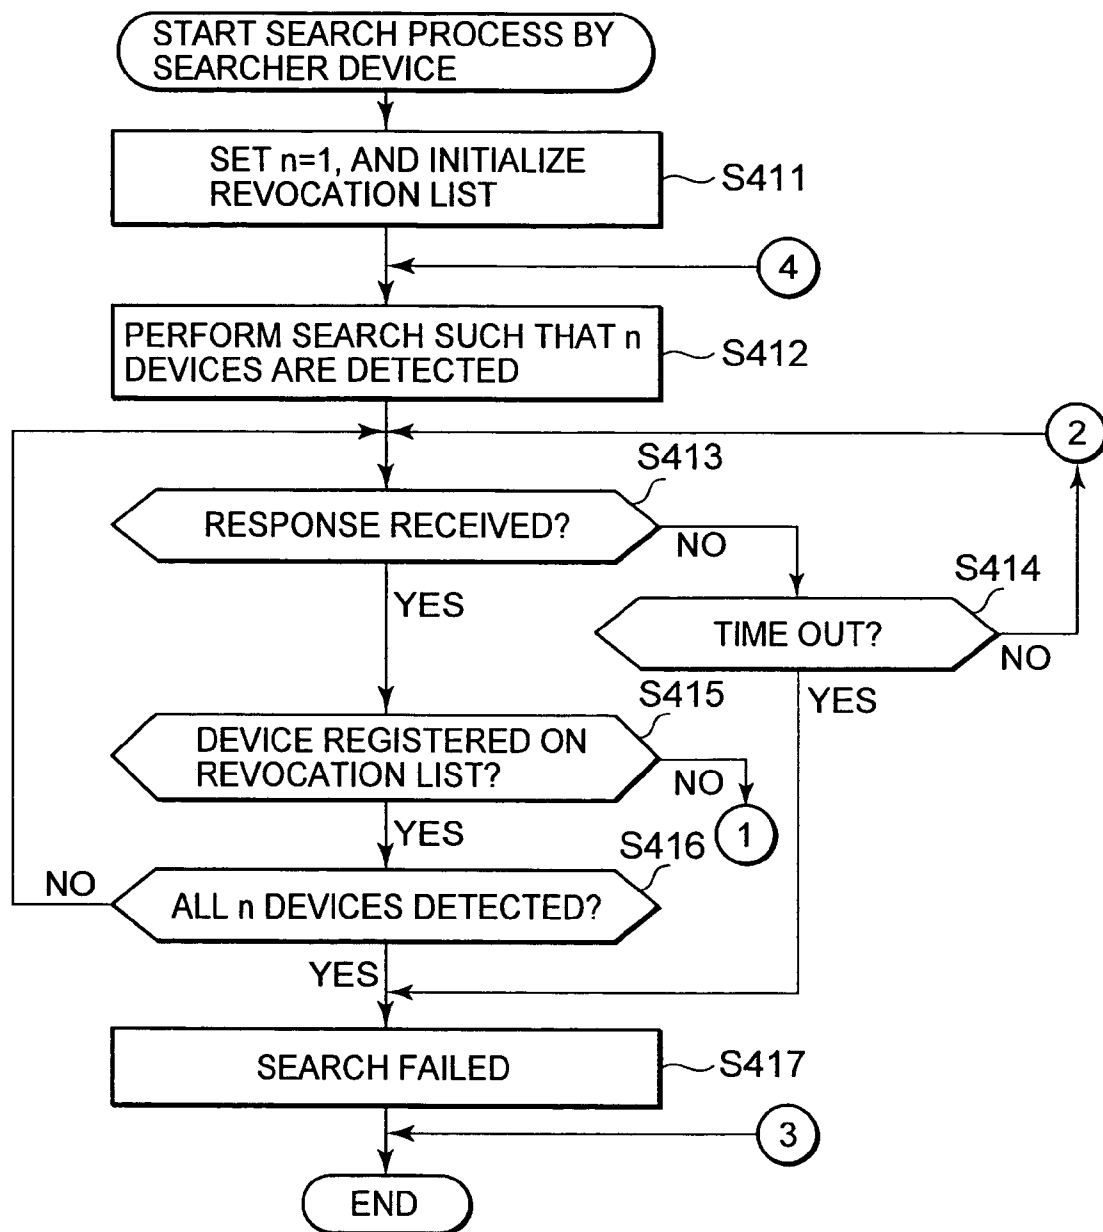 START SEARCH PROCESS BY
SEARCHER DEVICE
SET n=1, AND INITIALIZE
REVOCATION LIST
S411
4
PERFORM SEARCH SUCH THAT n
DEVICES ARE DETECTED
S412
2
S413
RESPONSE RECEIVED?
NO
S414
YES
TIME OUT?
NO
YES
S415
DEVICE REGISTERED ON
REVOCATION LIST?
NO
1
YES
S416
NO
ALL n DEVICES DETECTED?
YES
SEARCH FAILED
S417
3
END